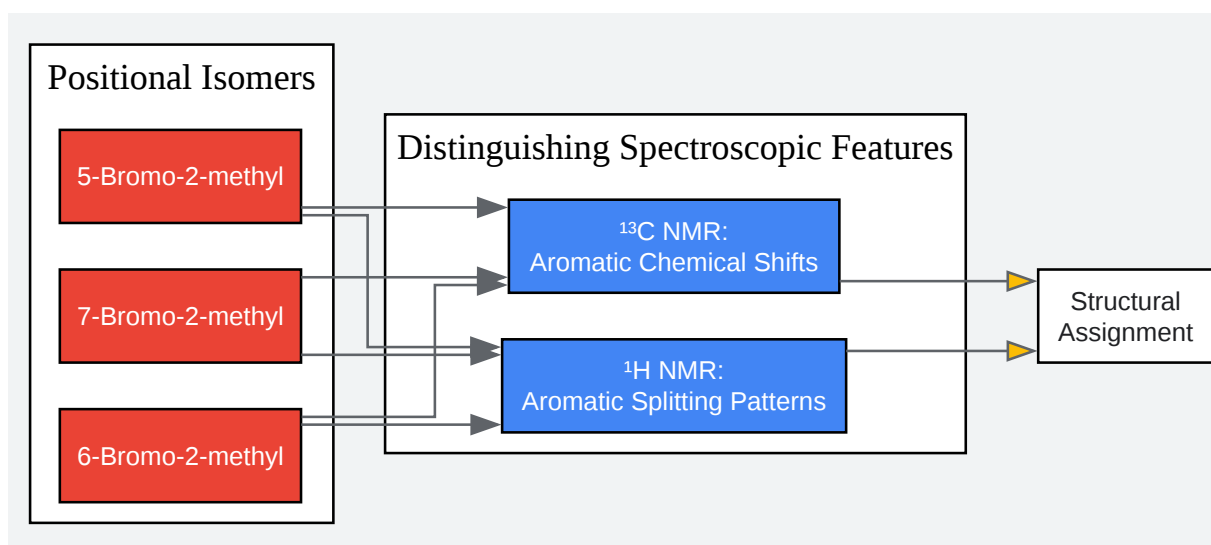 Positional Isomers
5-Bromo-2-methyl
7-Bromo-2-methyl
6-Bromo-2-methyl
Distinguishing Spectroscopic Features
¹³C NMR:
Aromatic Chemical Shifts
¹H NMR:
Aromatic Splitting Patterns
Structural
Assignment